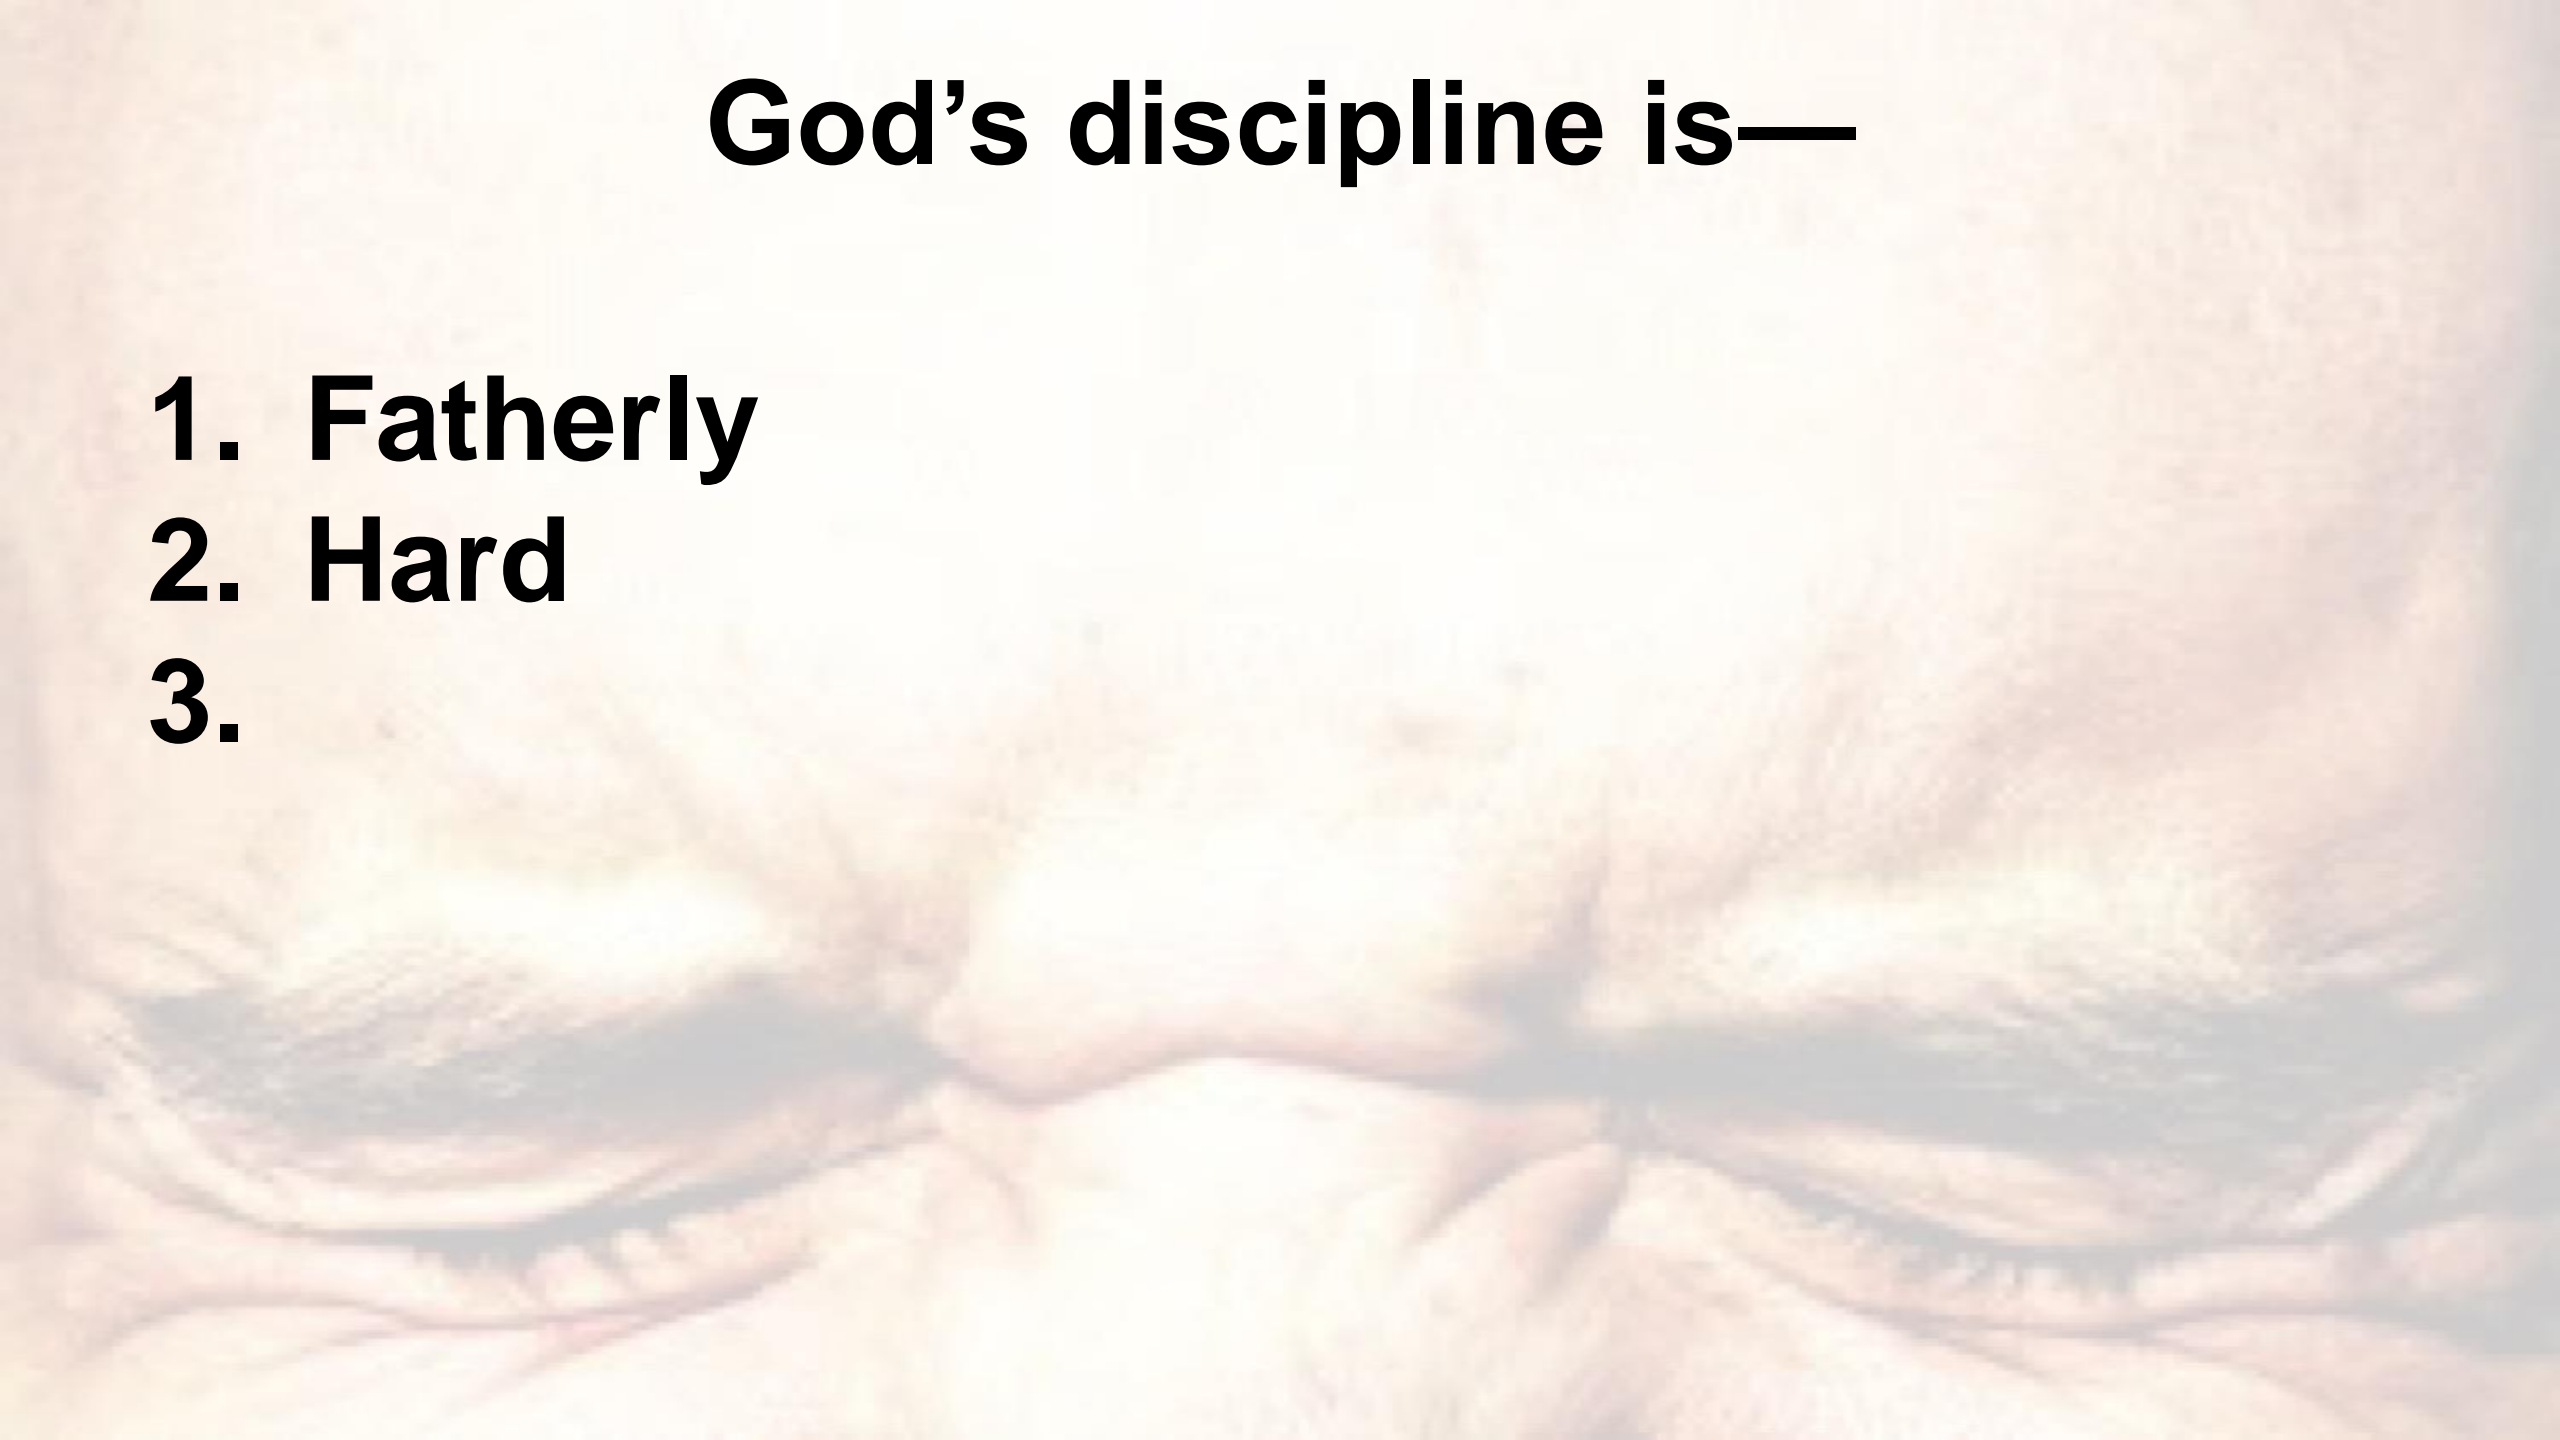 God’s discipline is—
1. Fatherly
2. Hard
3.